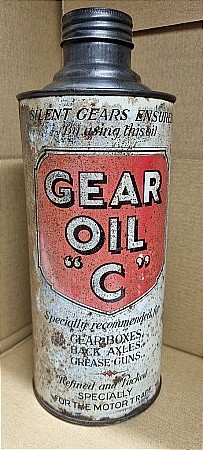 SILENT GEARS ENSURED
by using this oil
GEAR
OIL
"C"
Specially recommended for
GEAR BOXES,
BACK AXLES,
GREASE GUNS..
Refined and Packed
SPECIALLY
FOR THE MOTOR TRADE